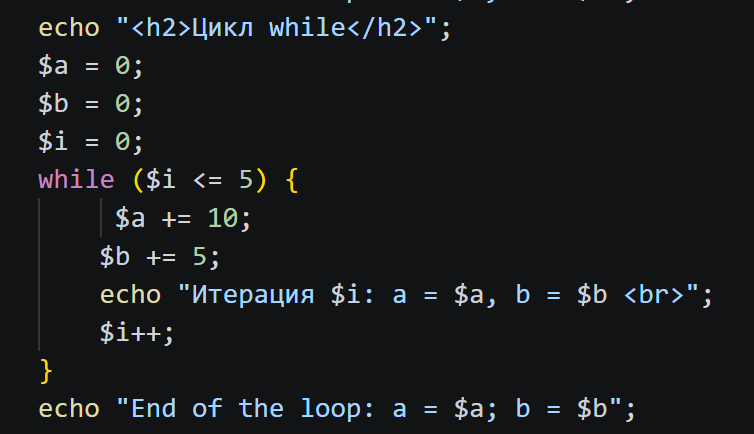 echo "<h2>Цикл while</h2>";
$a = 0;
$b = 0;
$i = 0;
while ($i <= 5) {
$a += 10;
$b += 5;
echo "Итерация $i: a = $a, b = $b <br>";
$i++;
}
echo "End of the loop: a = $a; b = $b";